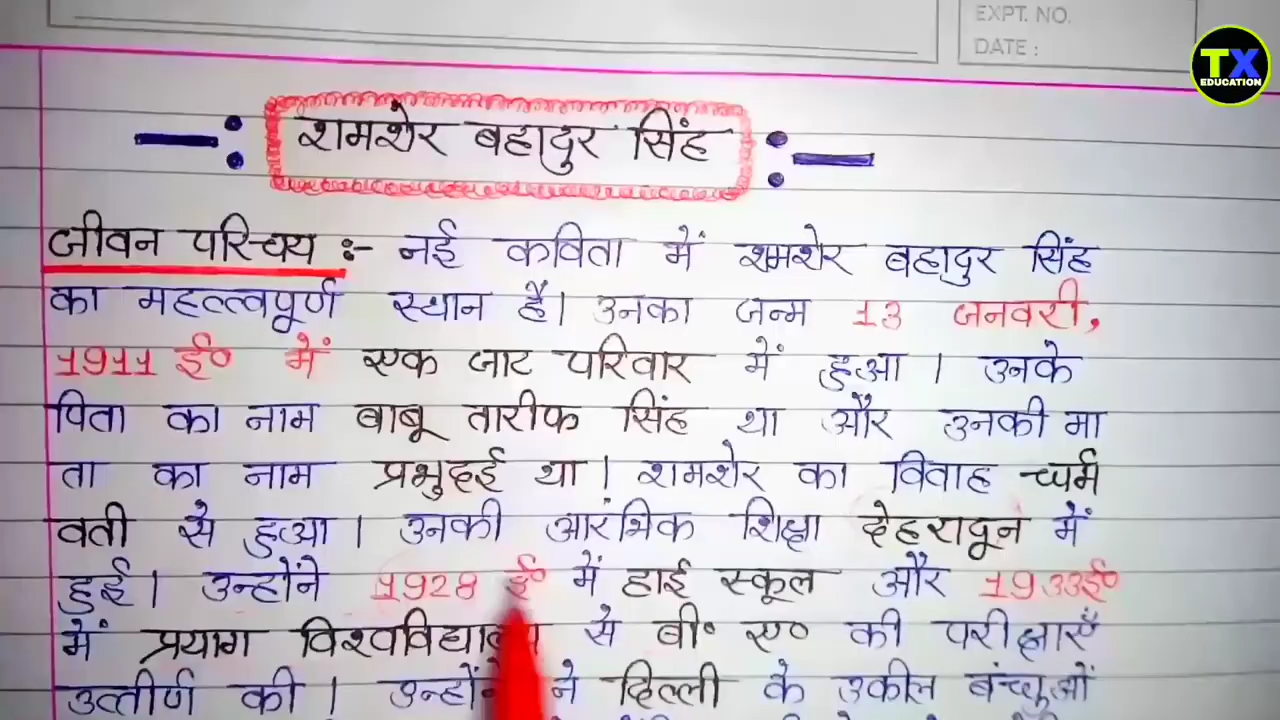 EXPT. NO.
DATE :
TX
EDUCATION
—: शमशेर बहादुर सिंह :—
जीवन परिचय :- नई कविता में शमशेर बहादुर सिंह
का महत्त्वपूर्ण स्थान है। उनका जन्म 13 जनवरी,
1911 ई० में एक जाट परिवार में हुआ । उनके
पिता का नाम बाबू तारीफ सिंह था और उनकी मा
ता का नाम प्रभुदई था । शमशेर का विवाह धर्म
वती से हुआ । उनकी आरंभिक शिक्षा देहरादून में
हुई । उन्होंने 1928 ई० में हाई स्कूल और 1933ई०
में प्रयाग विश्वविद्यालय से बी० ए० की परीक्षाएँ
उत्तीर्ण की । उन्होंने ने दिल्ली के उकील बंधुओं